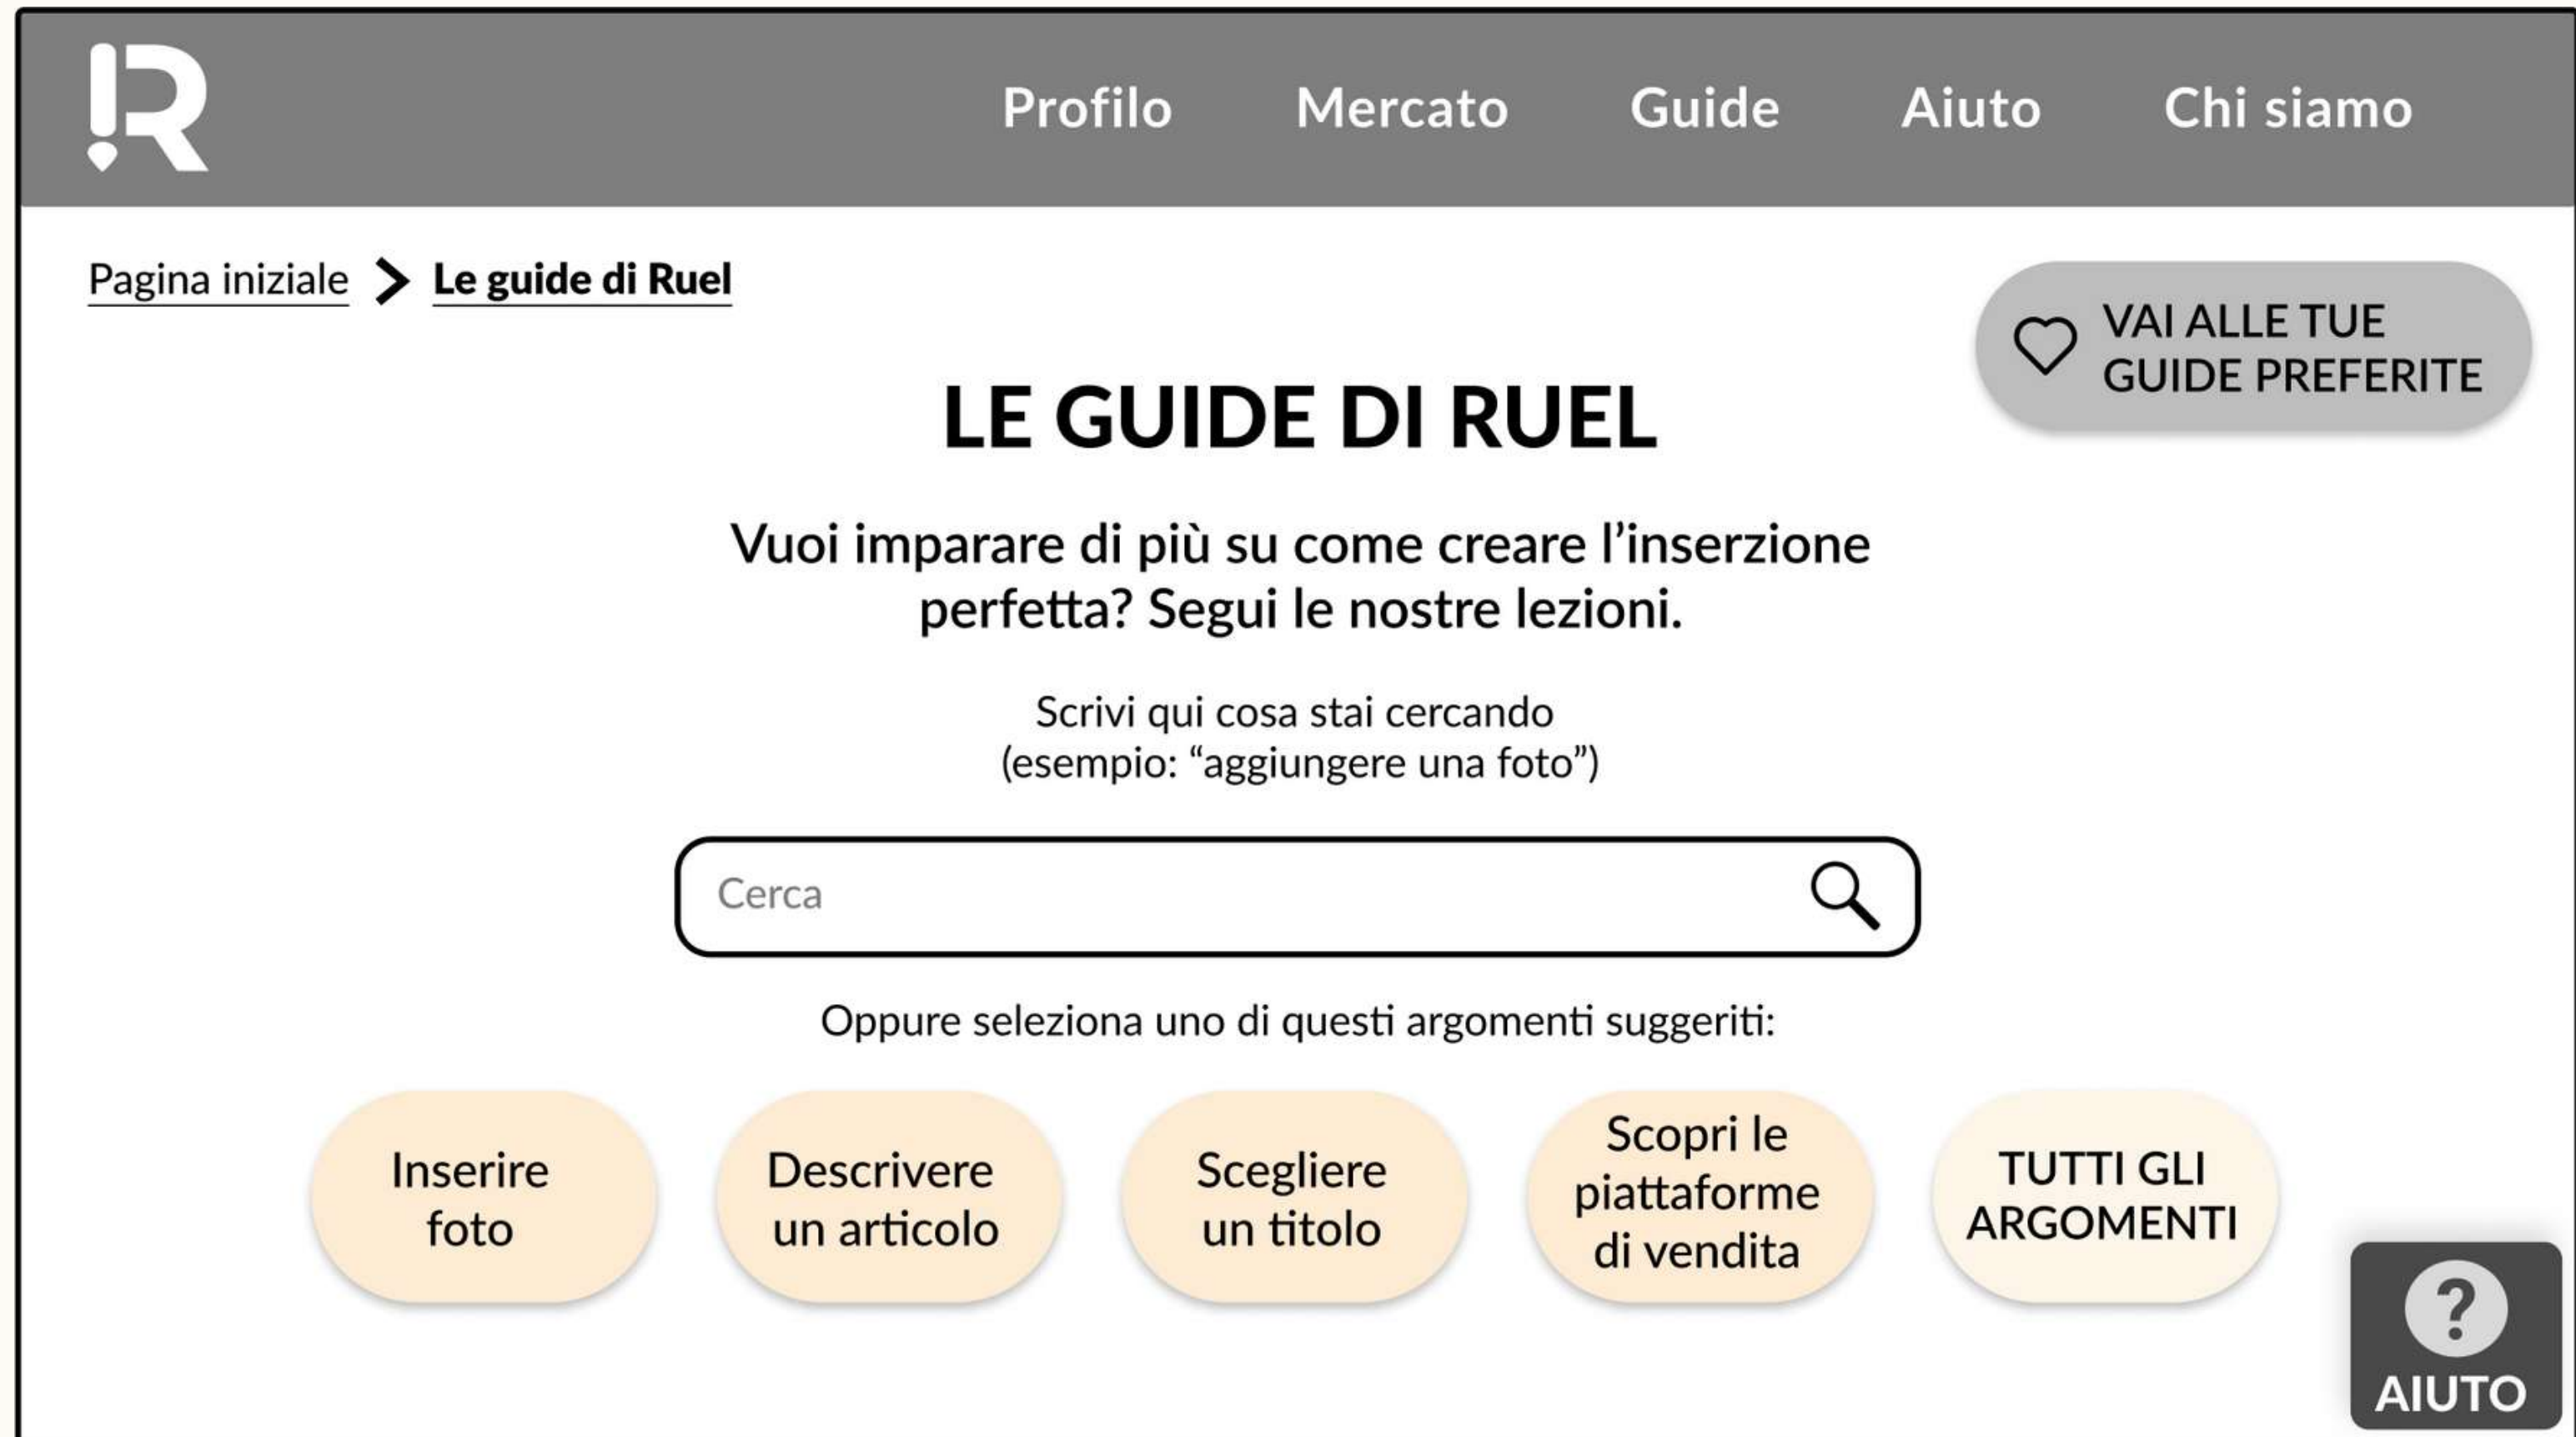 R
Profilo Mercato Guide Aiuto Chi siamo
Pagina iniziale > Le guide di Ruel
VAI ALLE TUE
GUIDE PREFERITE
LE GUIDE DI RUEL
Vuoi imparare di più su come creare l’inserzione
perfetta? Segui le nostre lezioni.
Scrivi qui cosa stai cercando
(esempio: “aggiungere una foto”)
Cerca
Oppure seleziona uno di questi argomenti suggeriti:
Inserire
foto
Descrivere
un articolo
Scegliere
un titolo
Scopri le
piattaforme
di vendita
TUTTI GLI
ARGOMENTI
?
AIUTO